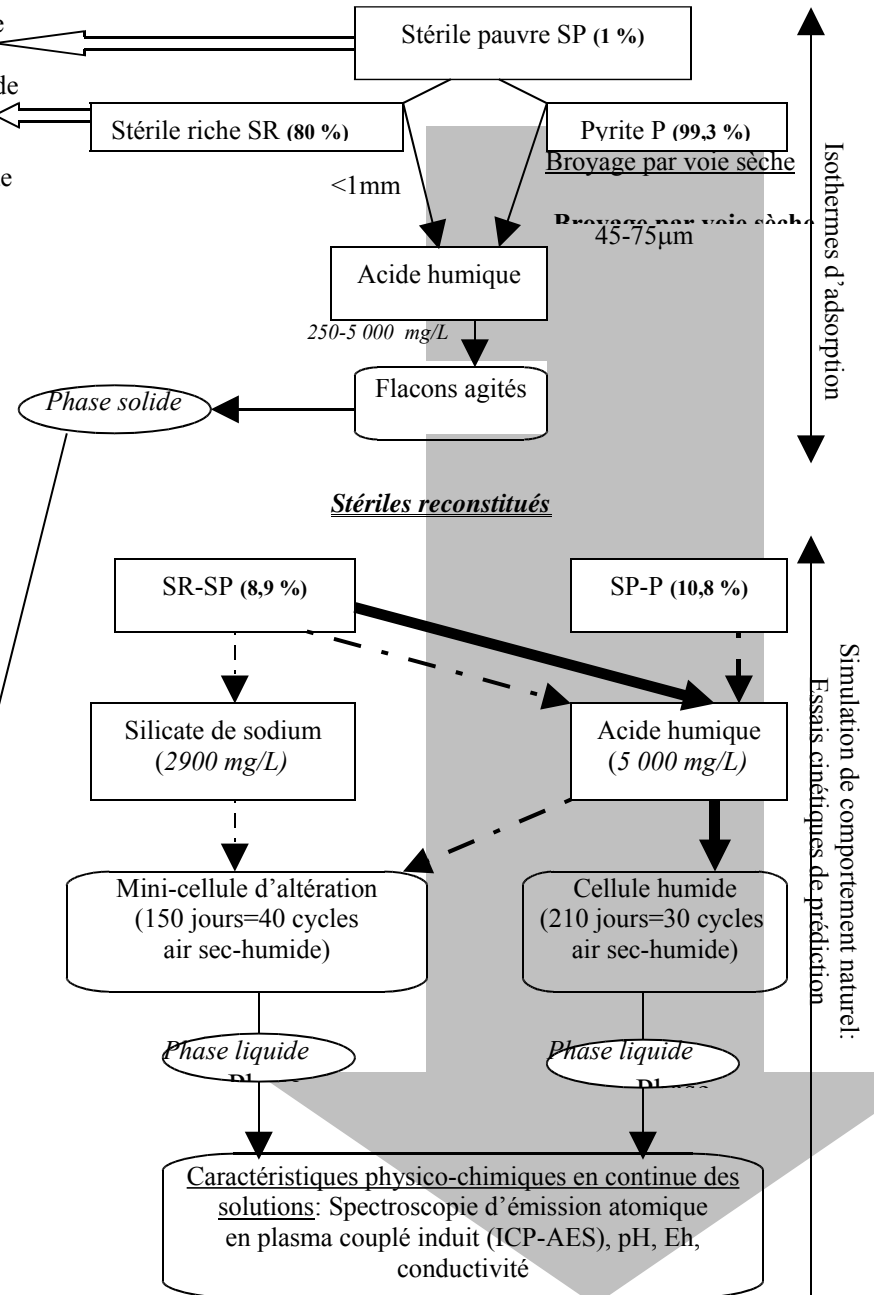 Stérile pauvre SP (1 %)
Stérile riche SR (80 %)
Pyrite P (99,3 %)
Broyage par voie sèche
<1mm
Broyage par voie sèche
45-75µm
Acide humique
250-5 000 mg/L
Flacons agités
Phase solide
Isothermes d'adsorption
Stériles reconstitués
SR-SP (8,9 %)
SP-P (10,8 %)
Silicate de sodium
(2900 mg/L)
Acide humique
(5 000 mg/L)
Mini-cellule d'altération
(150 jours=40 cycles
air sec-humide)
Cellule humide
(210 jours=30 cycles
air sec-humide)
Simulation de comportement naturel:
Essais cinétiques de prédiction
Phase liquide
Phase liquide
Caractéristiques physico-chimiques en continue des
solutions: Spectroscopie d'émission atomique
en plasma couplé induit (ICP-AES), pH, Eh,
conductivité